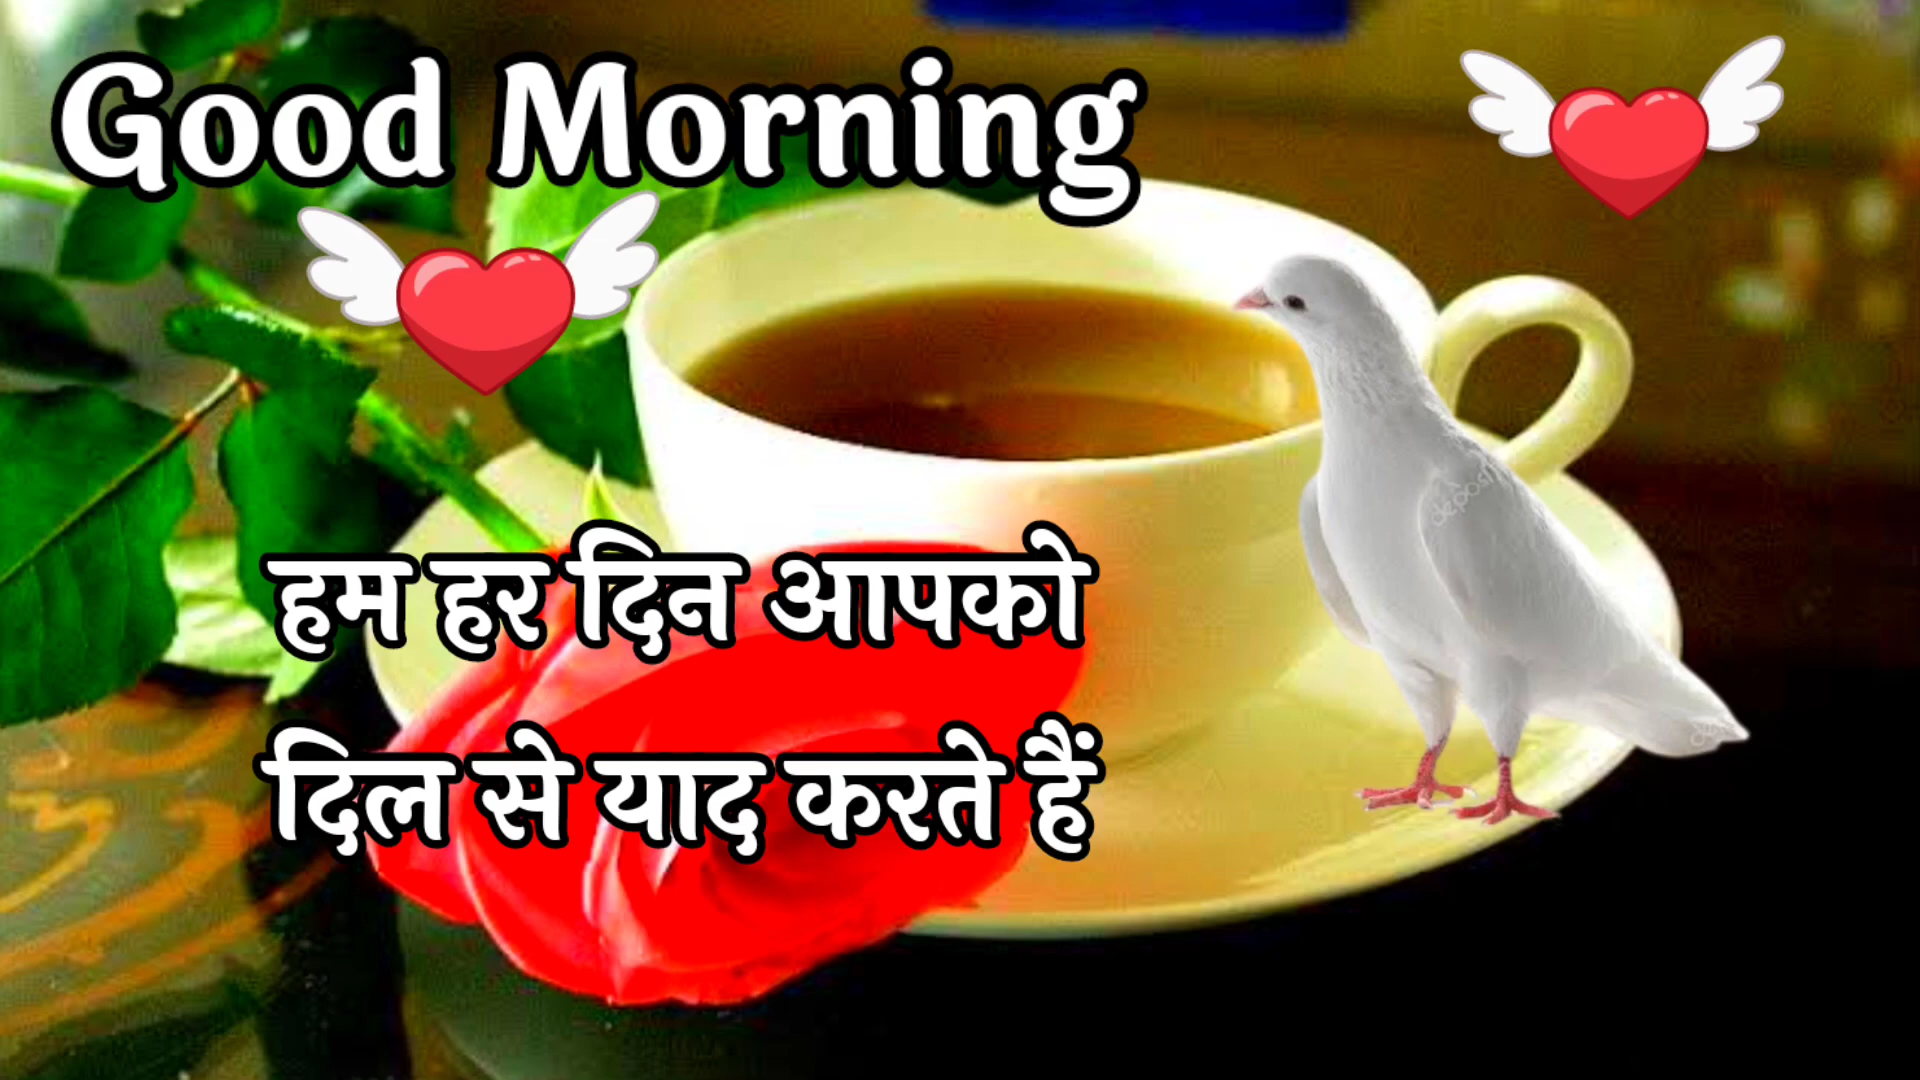 Good Morning
हम हर दिन आपको
दिल से याद करते हैं